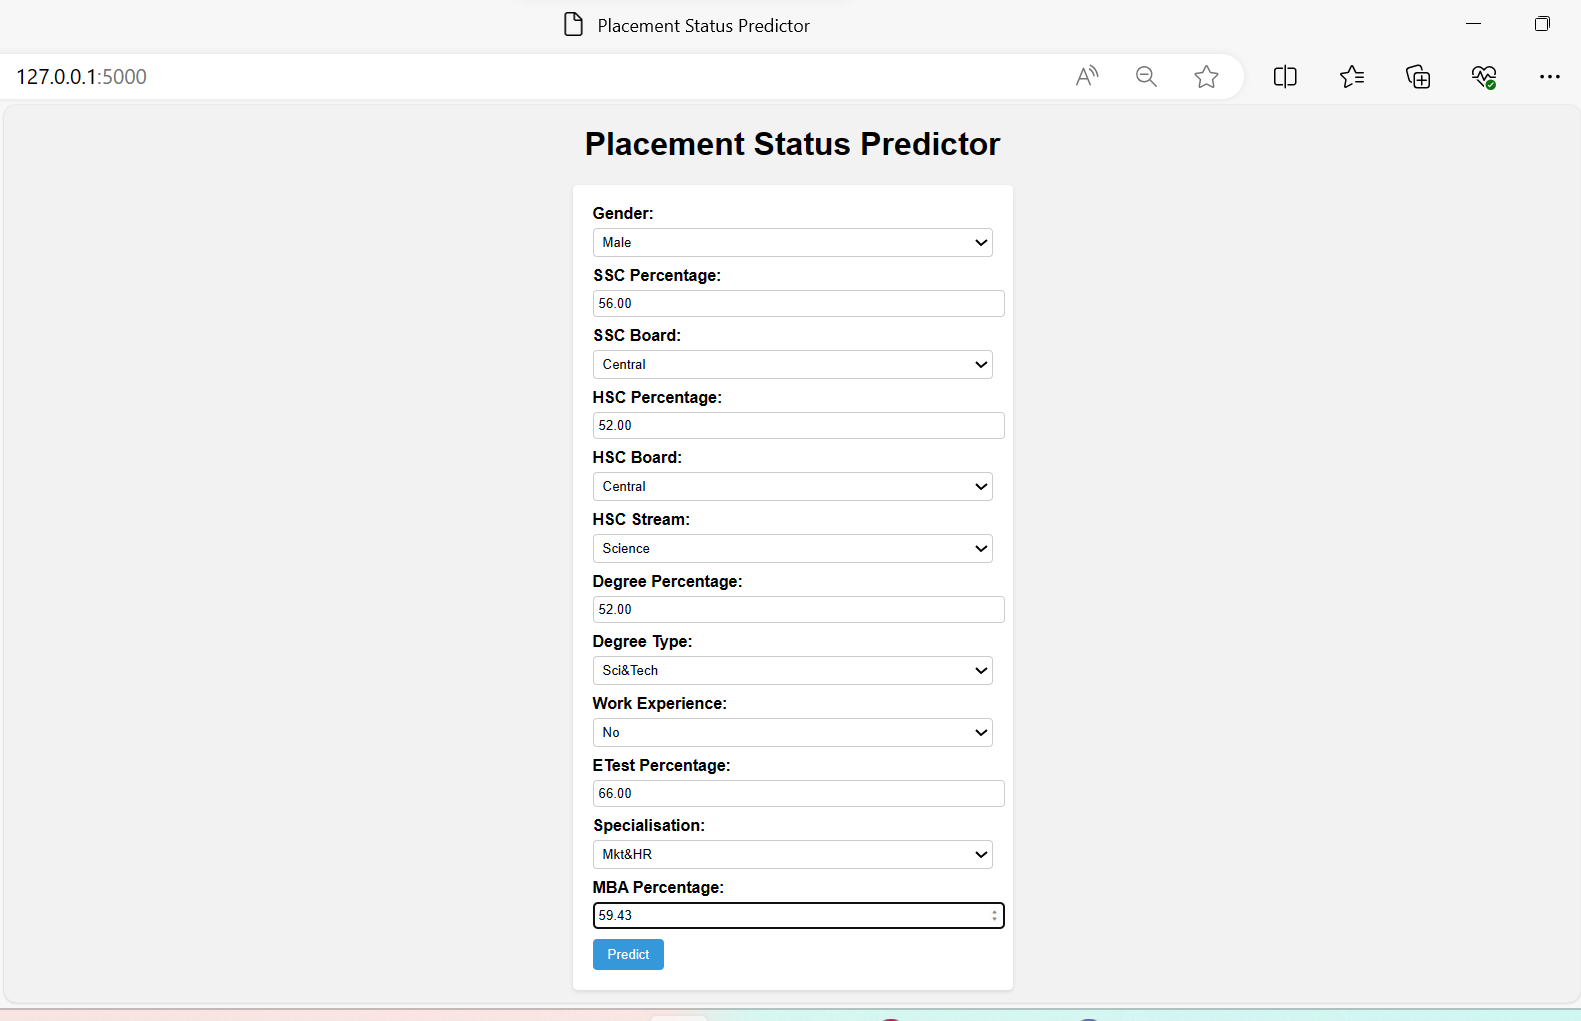 Placement Status Predictor
127.0.0.1:5000
Placement Status Predictor
Gender:
Male
SSC Percentage:
56.00
SSC Board:
Central
HSC Percentage:
52.00
HSC Board:
Central
HSC Stream:
Science
Degree Percentage:
52.00
Degree Type:
Sci&Tech
Work Experience:
No
ETest Percentage:
66.00
Specialisation:
Mkt&HR
MBA Percentage:
59.43
Predict